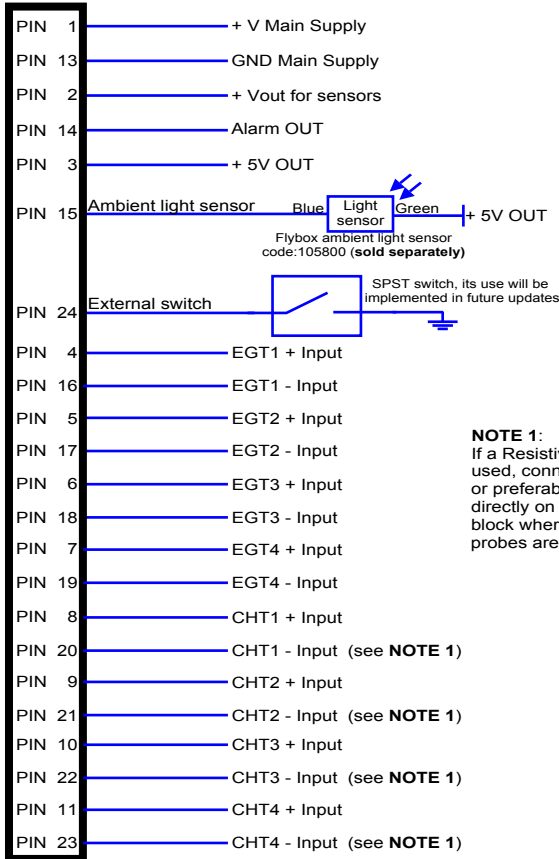 PIN 1 + V Main Supply
PIN 13 GND Main Supply
PIN 2 + Vout for sensors
PIN 14 Alarm OUT
PIN 3 + 5V OUT
PIN 15 Ambient light sensor Blue Light sensor Green + 5V OUT
Flybox ambient light sensor
code:105800 (sold separately)
SPST switch, its use will be
implemented in future updates
PIN 24 External switch
PIN 4 EGT1 + Input
PIN 16 EGT1 - Input
PIN 5 EGT2 + Input
PIN 17 EGT2 - Input
PIN 6 EGT3 + Input
PIN 18 EGT3 - Input
PIN 7 EGT4 + Input
PIN 19 EGT4 - Input
PIN 8 CHT1 + Input
PIN 20 CHT1 - Input (see NOTE 1)
PIN 9 CHT2 + Input
PIN 21 CHT2 - Input (see NOTE 1)
PIN 10 CHT3 + Input
PIN 22 CHT3 - Input (see NOTE 1)
PIN 11 CHT4 + Input
PIN 23 CHT4 - Input (see NOTE 1)
NOTE 1:
If a
used,
or
directly on
block
probes are